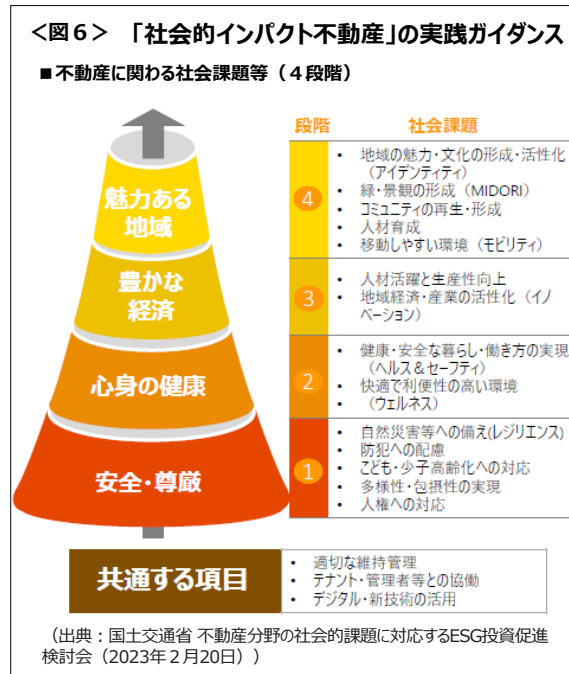 ＜図６＞ 「社会的インパクト不動産」の実践ガイダンス
■ 不動産に関わる社会課題等（４段階）
段階 社会課題
魅力ある
地域
4
• 地域の魅力・文化の形成・活性化
（アイデンティティ）
• 緑・景観の形成（MIDORI）
• コミュニティの再生・形成
• 人材育成
• 移動しやすい環境（モビリティ）
豊かな
経済
3
• 人材活躍と生産性向上
• 地域経済・産業の活性化（イノ
ベーション）
心身の健康
2
• 健康・安全な暮らし・働き方の実現
（ヘルス＆セーフティ）
• 快適で利便性の高い環境
• （ウェルネス）
安全・尊厳
1
• 自然災害等への備え(レジリエンス)
• 防犯への配慮
• こども・少子高齢化への対応
• 多様性・包摂性の実現
• 人権への対応
共通する項目
• 適切な維持管理
• テナント・管理者等との協働
• デジタル・新技術の活用
（出典：国土交通省 不動産分野の社会的課題に対応するESG投資促進
検討会（2023年２月20日））